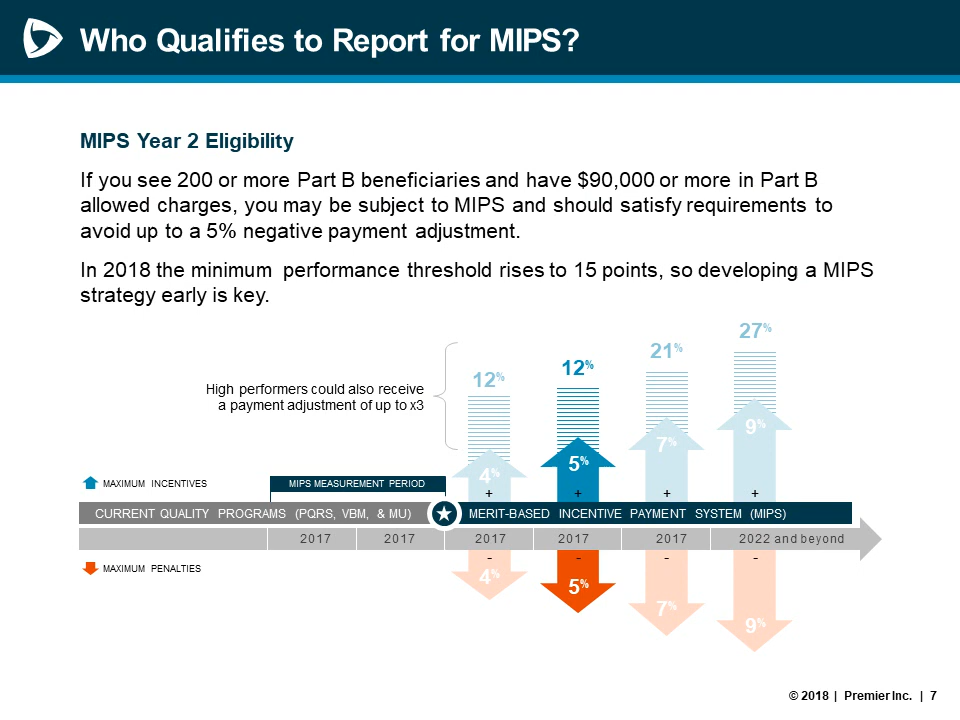 Who Qualifies to Report for MIPS?
MIPS Year 2 Eligibility
If you see 200 or more Part B beneficiaries and have $90,000 or more in Part B
allowed charges, you may be subject to MIPS and should satisfy requirements to
avoid up to a 5% negative payment adjustment.
In 2018 the minimum performance threshold rises to 15 points, so developing a MIPS
strategy early is key.
27%
21%
12%
12%
High performers could also receive
a payment adjustment of up to x3
9%
7%
5%
4%
MAXIMUM INCENTIVES
MIPS MEASUREMENT PERIOD
+ + + +
CURRENT QUALITY PROGRAMS (PQRS, VBM, & MU) MERIT-BASED INCENTIVE PAYMENT SYSTEM (MIPS)
2017 2017 2017 2017 2017 2022 and beyond
- - - -
MAXIMUM PENALTIES
4%
5%
7%
9%
© 2018 | Premier Inc. | 7